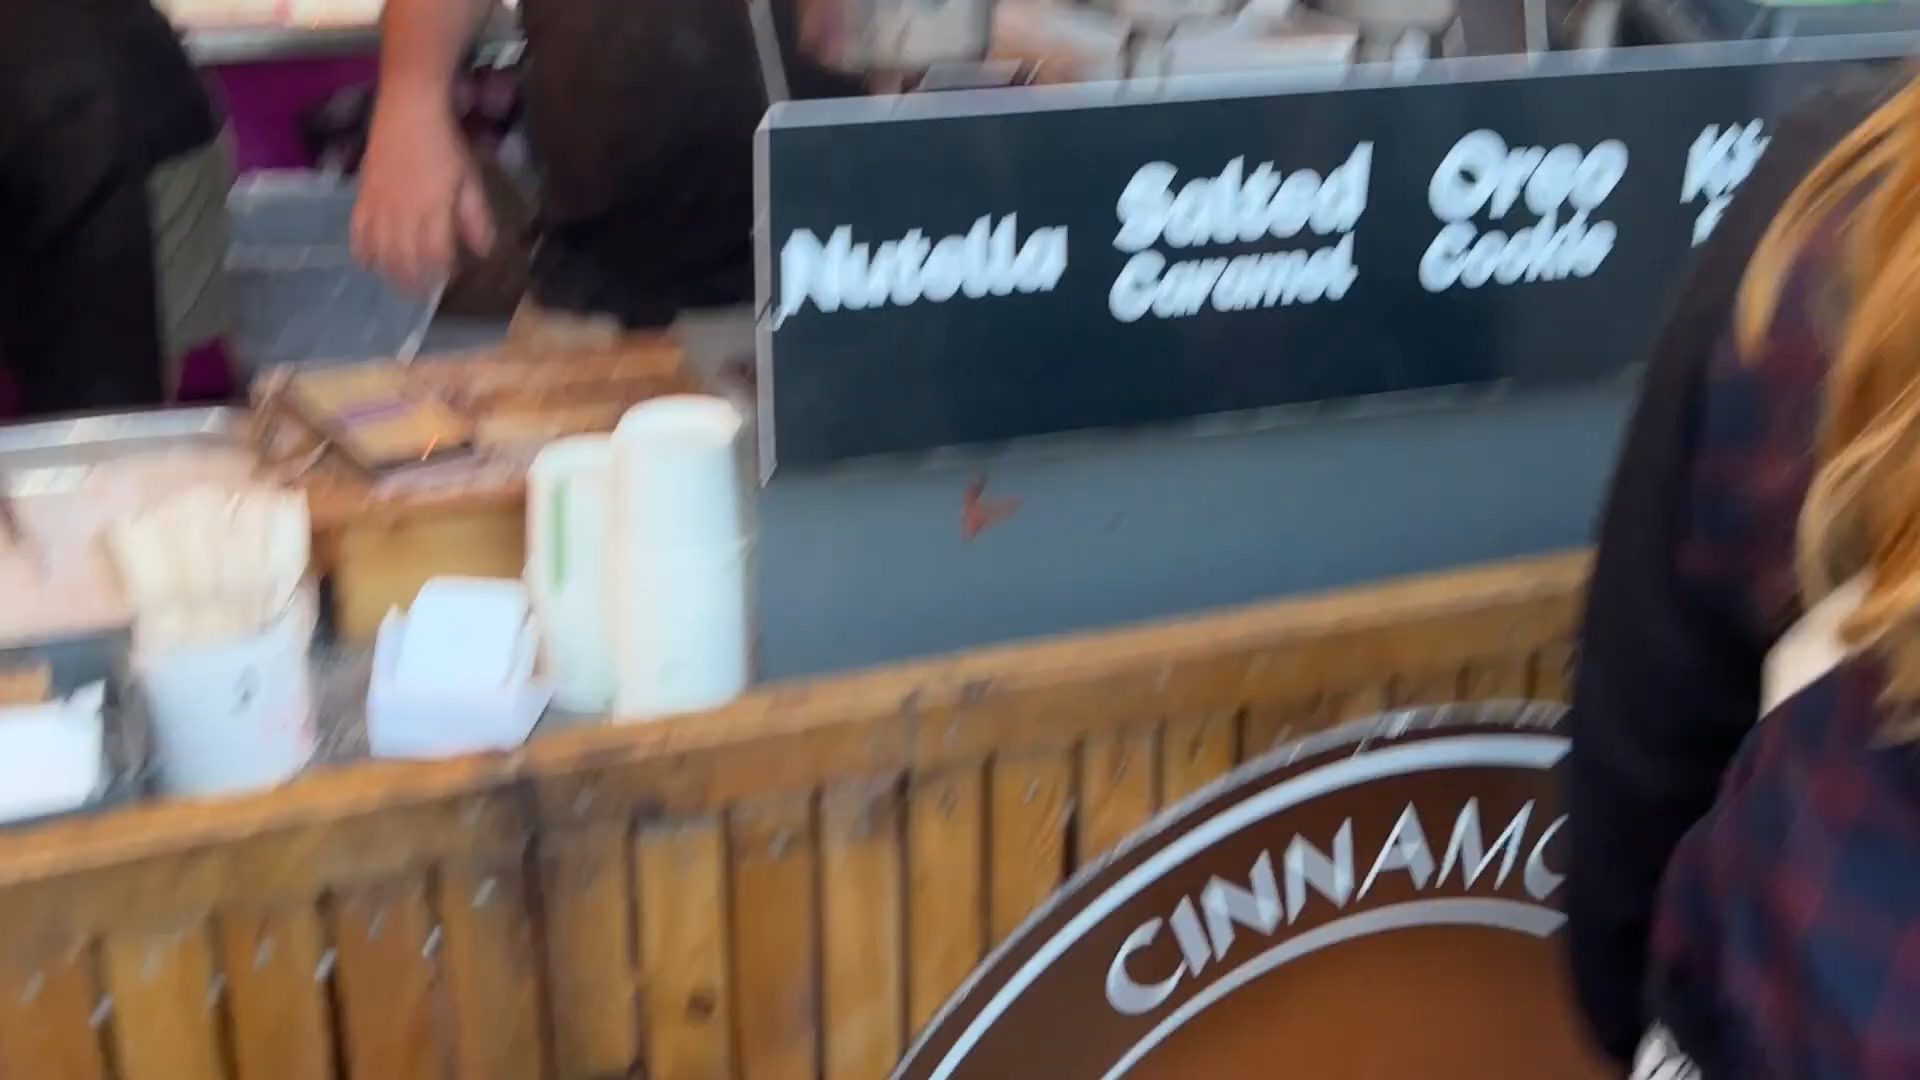 Nutella
Salted
Caramel
Oreo
Cookie
CINNAMO